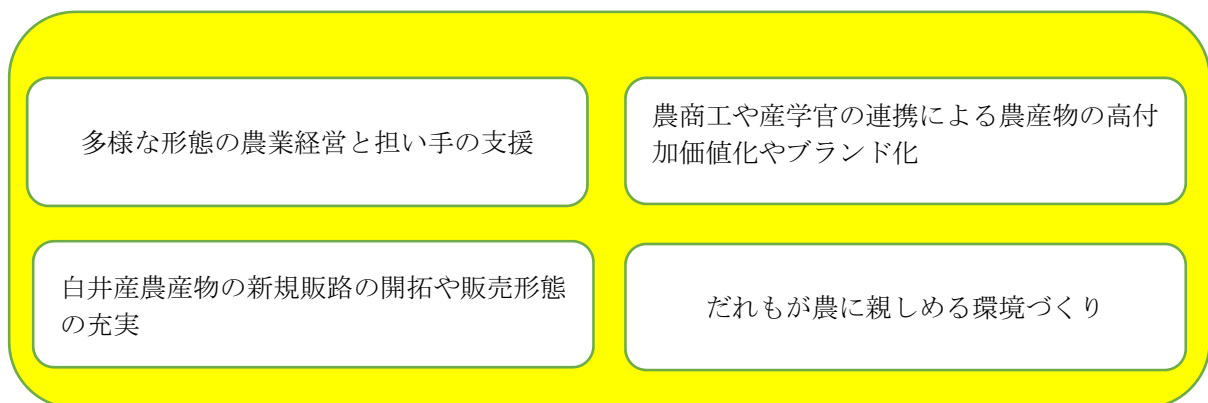 多様な形態の農業経営と担い手の支援
農商工や産学官の連携による農産物の高付
加価値化やブランド化
白井産農産物の新規販路の開拓や販売形態
の充実
だれもが農に親しめる環境づくり